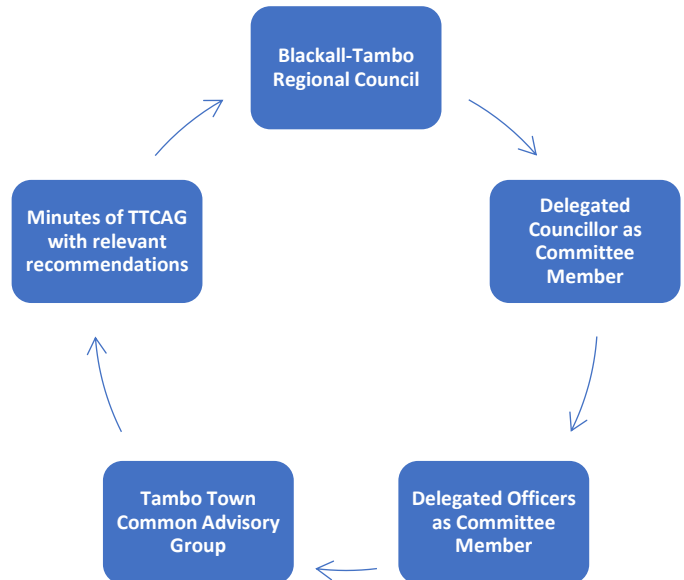 Blackall-Tambo
Regional Council
Delegated
Councillor as
Committee
Member
Delegated Officers
as Committee
Member
Tambo Town
Common Advisory
Group
Minutes of TTCAG
with relevant
recommendations